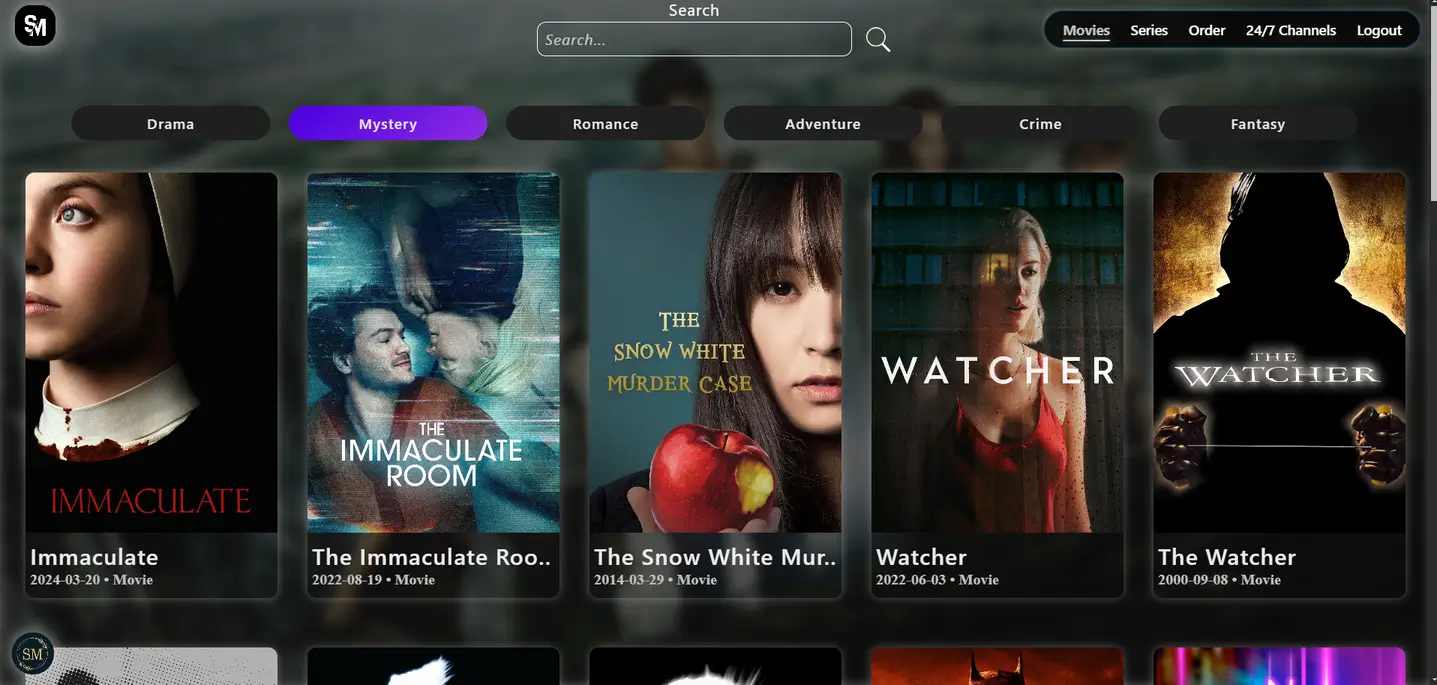 SM
Search
Search...
Movies Series Order 24/7 Channels Logout
Drama Mystery Romance Adventure Crime Fantasy
IMMACULATE
THE
IMMACULATE
ROOM
THE
SNOW WHITE
MURDER CASE
WATCHER
THE
WATCHER
Immaculate
2024-03-20 • Movie
The Immaculate Roo..
2022-08-19 • Movie
The Snow White Mur..
2014-03-29 • Movie
Watcher
2022-06-03 • Movie
The Watcher
2000-09-08 • Movie
SM